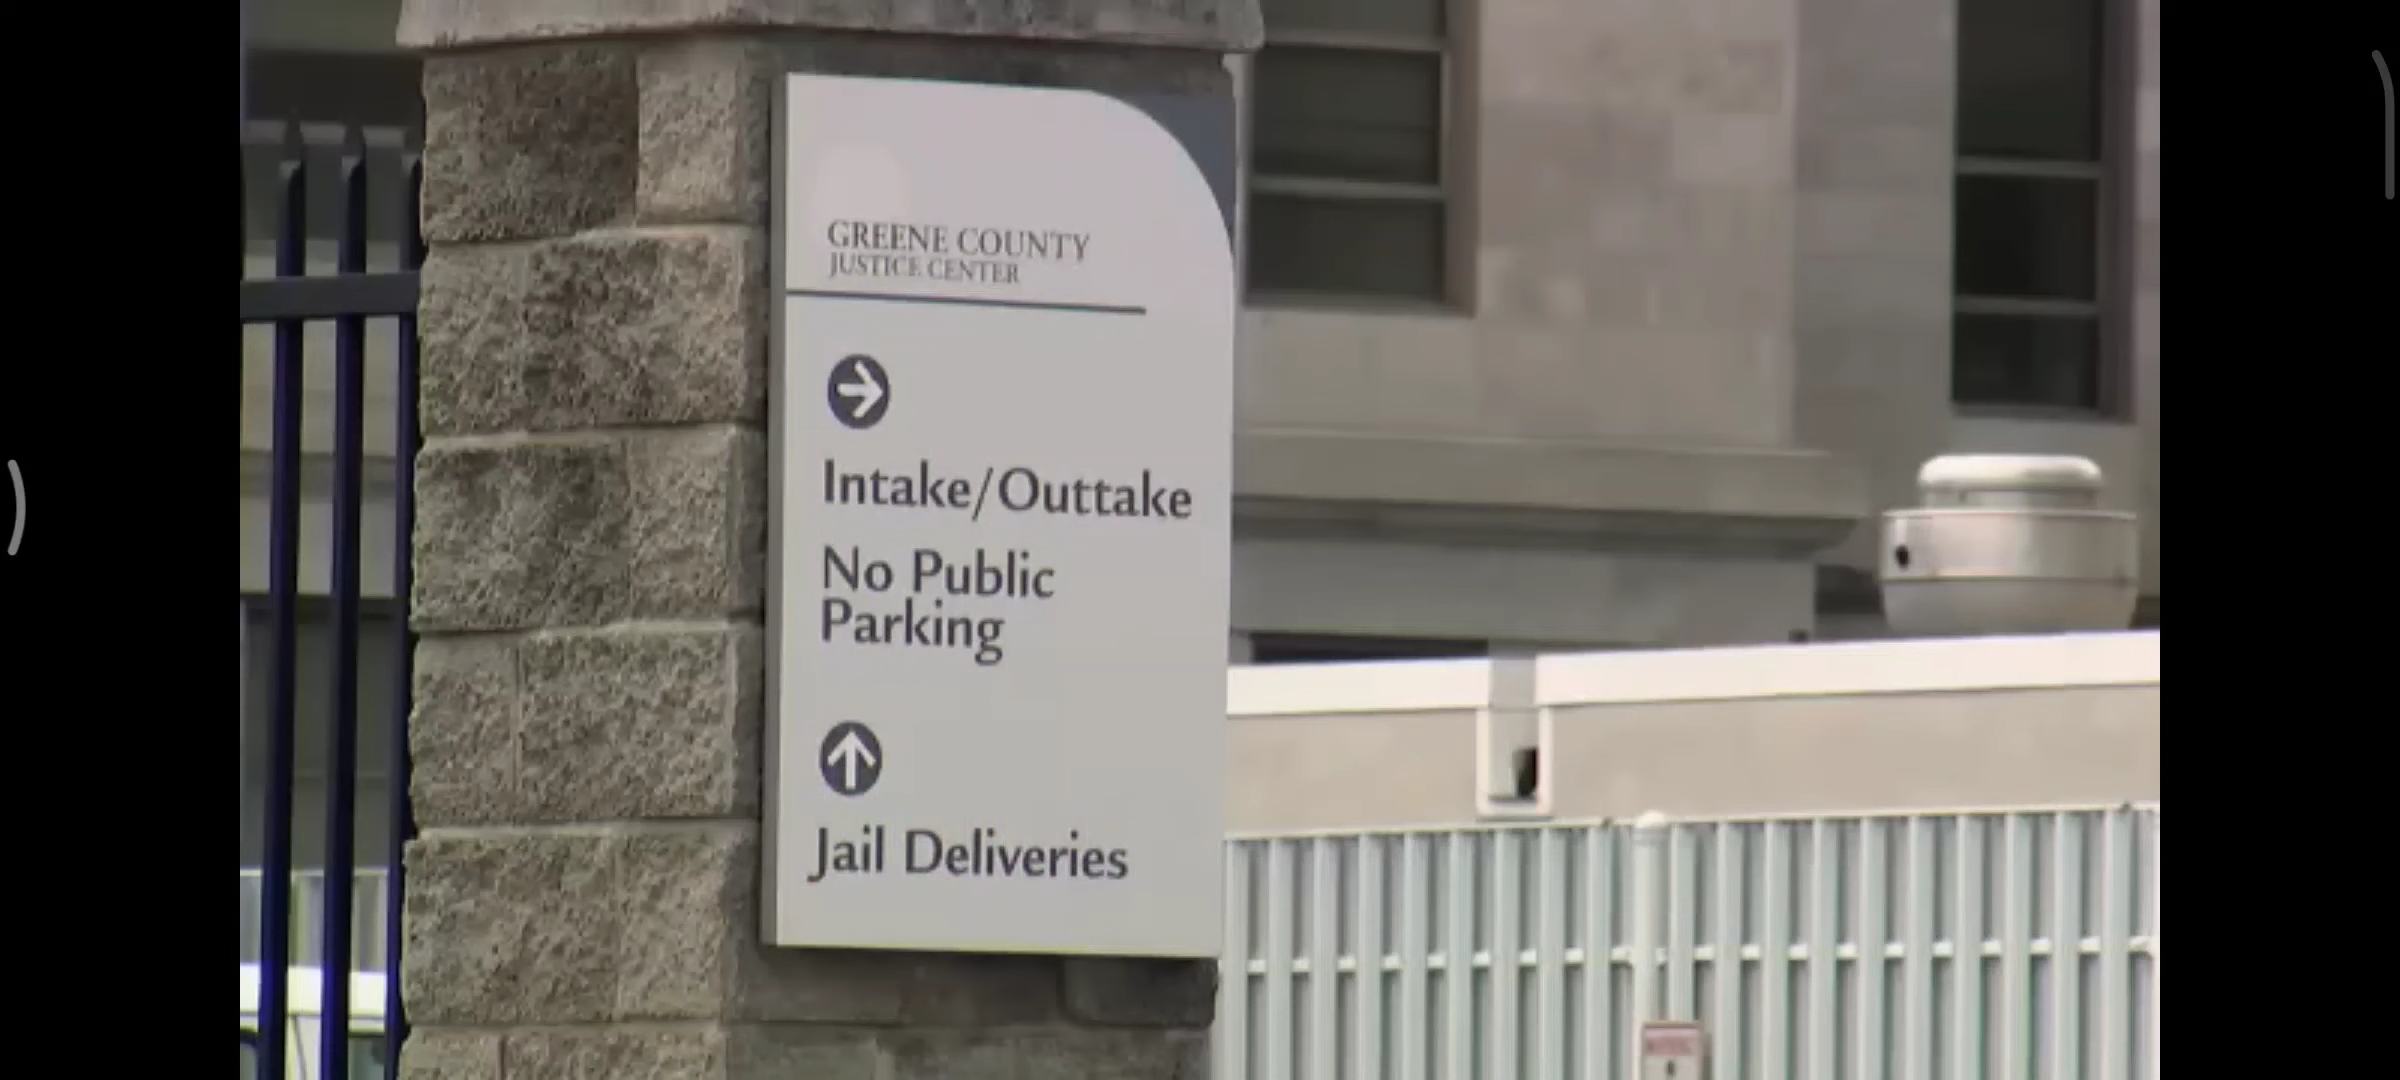 GREENE COUNTY
JUSTICE CENTER
Intake/Outtake
No Public
Parking
Jail Deliveries